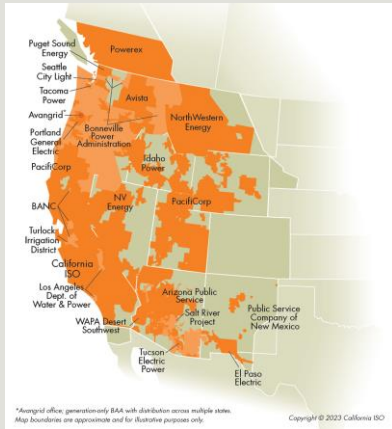 Powerex
Puget Sound
Energy
Seattle
City Light
Tacoma
Power
Avista
Avangrid*
NorthWestern
Energy
Portland
General
Electric
Bonneville
Power
Administration
Idaho
Power
PacifiCorp
PacifiCorp
BANC
NV
Energy
Turlock
Irrigation
District
California
ISO
Los Angeles
Dept. of
Water & Power
Arizona Public
Service
Salt River
Project
Public Service
Company of
New Mexico
WAPA Desert
Southwest
Tucson
Electric
Power
El Paso
Electric
*Avangrid office; generation-only BAA with distribution across multiple states.
Map boundaries are approximate and for illustrative purposes only.
Copyright © 2023 California ISO